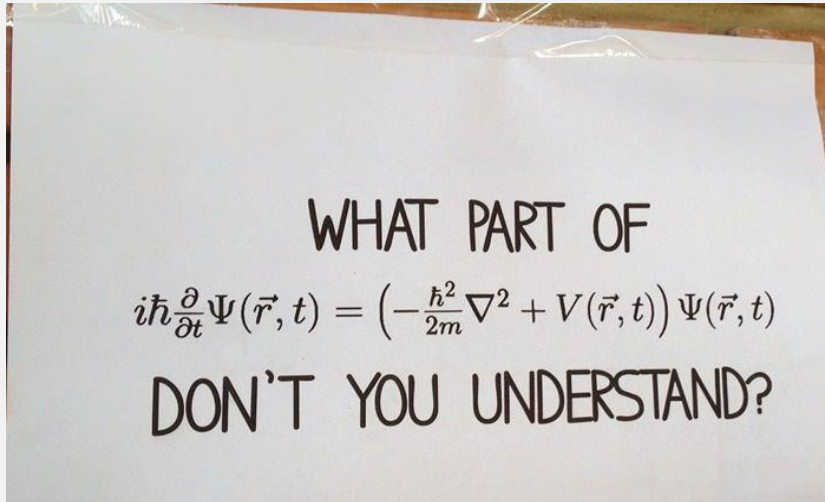 WHAT PART OF
iħ ∂/∂t Ψ(r⃗, t) = (−ħ²/2m ∇² + V(r⃗, t)) Ψ(r⃗, t)
DON'T YOU UNDERSTAND?